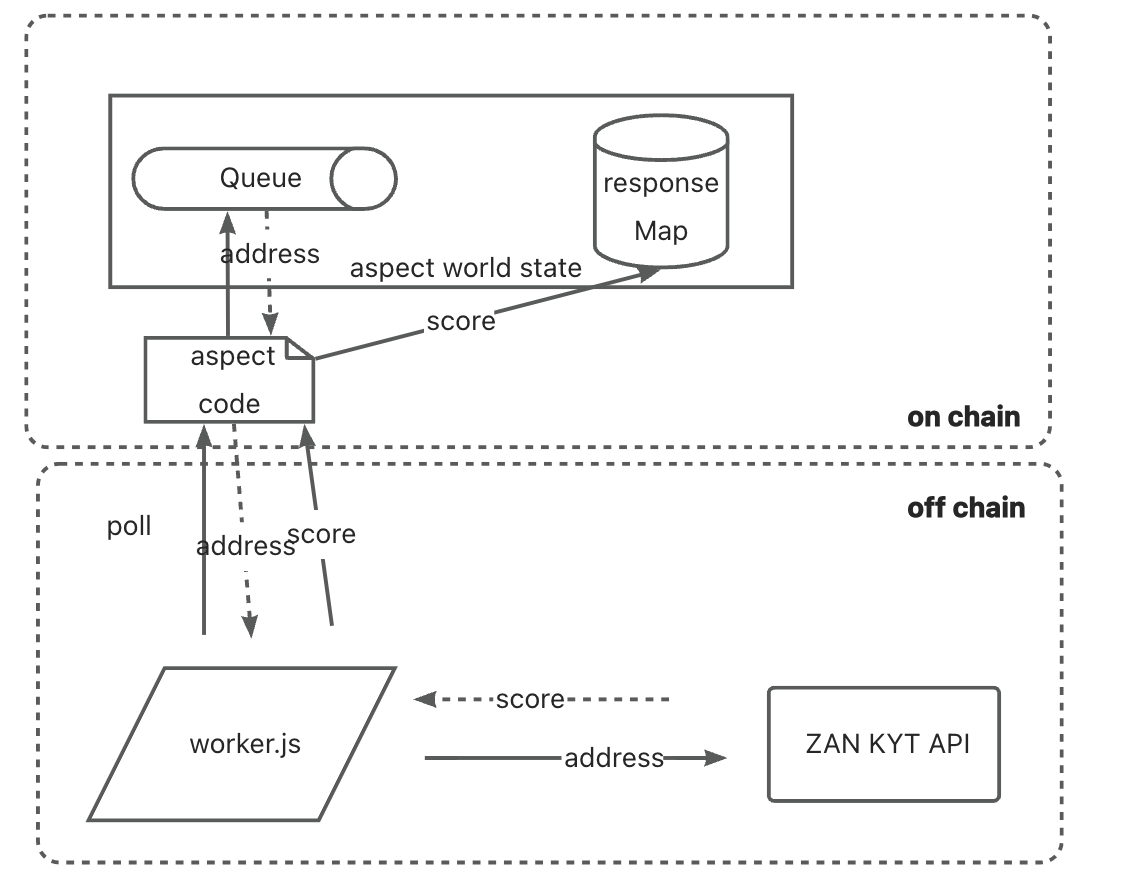 Queue
response
Map
address
aspect world state
score
aspect
code
on chain
off chain
poll
address
score
score
worker.js
address
ZAN KYT API